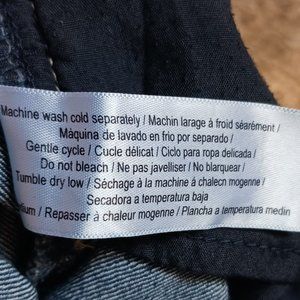 Machine wash cold separately / Machin larage à froid séarément /
Màquina de lavado en frio por separado /
Gentle cycle / Cucle délicat / Ciclo para ropa delicada /
Do not bleach / Ne pas javelliser / No blarquear /
Tumble dry low / Séchage à la machine à chalecn mogenne /
Secadora a temperatura baja
/ Repasser à chaleur mogenne / Plancha a temperatura medin